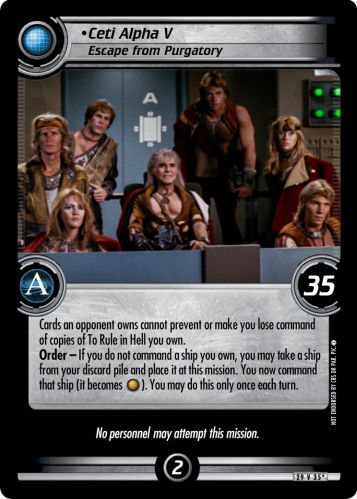 •Ceti Alpha V
Escape from Purgatory
A
A
35
Cards an opponent owns cannot prevent or make you lose command
of copies of To Rule in Hell you own.
Order – If you do not command a ship you own, you may take a ship
from your discard pile and place it at this mission. You now command
that ship (it becomes ). You may do this only once each turn.
No personnel may attempt this mission.
NOT ENDORSED BY CBS OR PAR. PIC.
2
29 V 35*